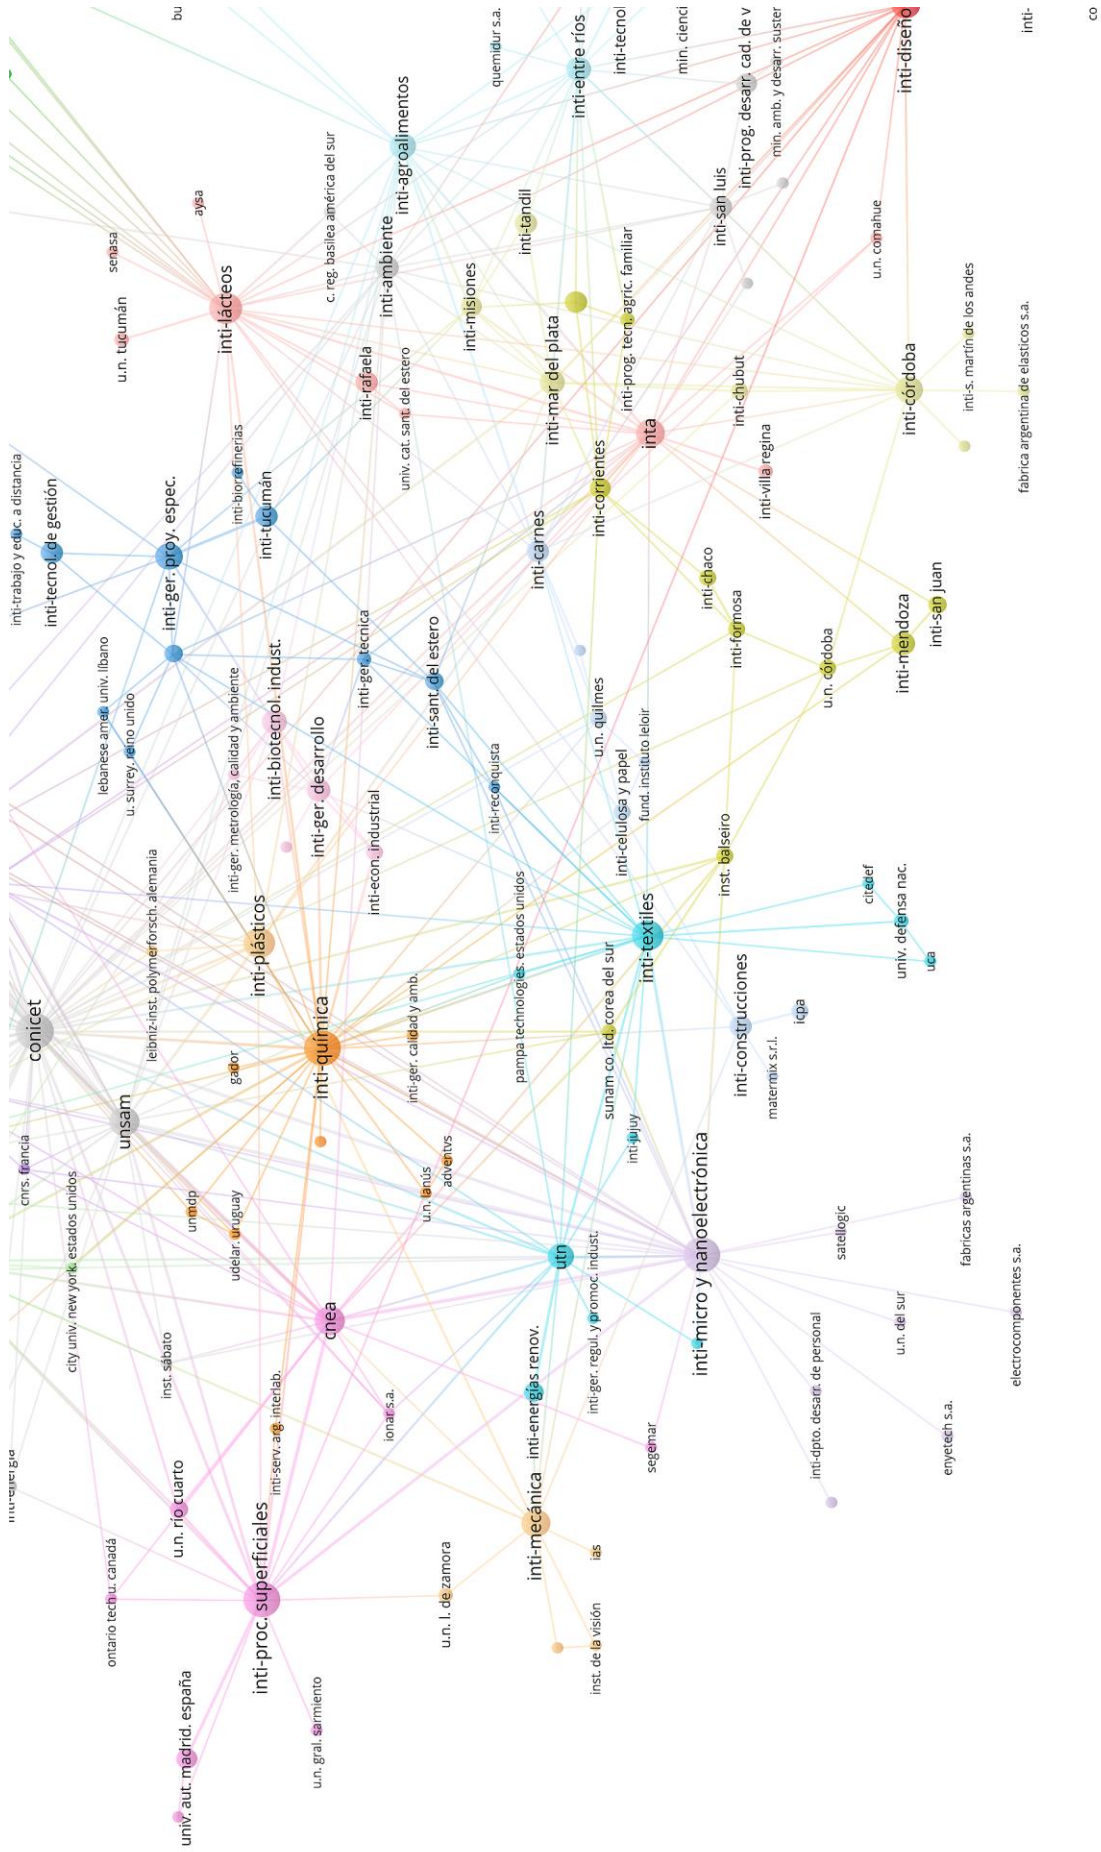 univ. aut. madrid. españa
u.n. gral. sarmiento
ontario tech u. canadá
inti-proc. superficiales
u.n. río cuarto
u.n. l. de zamora
inst. de la visión
ias
inti-mecánica
inti-serv. arg. interlab.
ionar s.a.
segemar
inti-energías renov.
inti-ger. regul. y promoc. indust.
inti-dpto. desarr. de personal
enyetech s.a.
electrocomponentes s.a.
u.n. del sur
satellogic
fabricas argentinas s.a.
inti-micro y nanoelectrónica
utn
cnea
inst. sábato
city univ. new york. estados unidos
udelar. uruguay
unmdp
cnrs. francia
u.n. lanús
adventvs
inti-jujuy
unsam
conicet
gador
inti-química
inti-ger. calidad y amb.
leibniz-inst. polymerforsch. alemania
inti-plásticos
pampa technologies. estados unidos
sunam co. ltd. corea del sur
inti-construcciones
matermix s.r.l.
icpa
inti-textiles
uca
univ. defensa nac.
citedef
inst. balseiro
inti-econ. industrial
inti-ger. desarrollo
inti-ger. metrología, calidad y ambiente
inti-biotecnol. indust.
u. surrey. reino unido
lebanese amer. univ. líbano
inti-reconquista
inti-celulosa y papel
fund. instituto leloir
u.n. quilmes
inti-sant. del estero
inti-ger. tecnica
inti-ger. proy. espec.
inti-tecnol. de gestión
inti-trabajo y educ. a distancia
inti-tucumán
inti-biorrefinerias
inti-carnes
inti-corrientes
inti-chaco
inti-formosa
u.n. córdoba
inti-mendoza
inti-san juan
inta
inti-villa regina
inti-chubut
inti-córdoba
inti-s. martín de los andes
fabrica argentina de elasticos s.a.
univ. cat. sant. del estero
inti-rafaela
inti-mar del plata
inti-prog. tecn. agric. familiar
inti-misiones
inti-tandil
inti-ambiente
c. reg. basilea américa del sur
inti-lácteos
u.n. tucumán
senasa
aysa
inti-agroalimentos
inti-san luis
u.n. comahue
inti-prog. desarr. cad. de v
min. amb. y desarr. suster
inti-entre ríos
quemidur s.a.
inti-tecnol
min. cienci
inti-diseño
inti-
co
bu